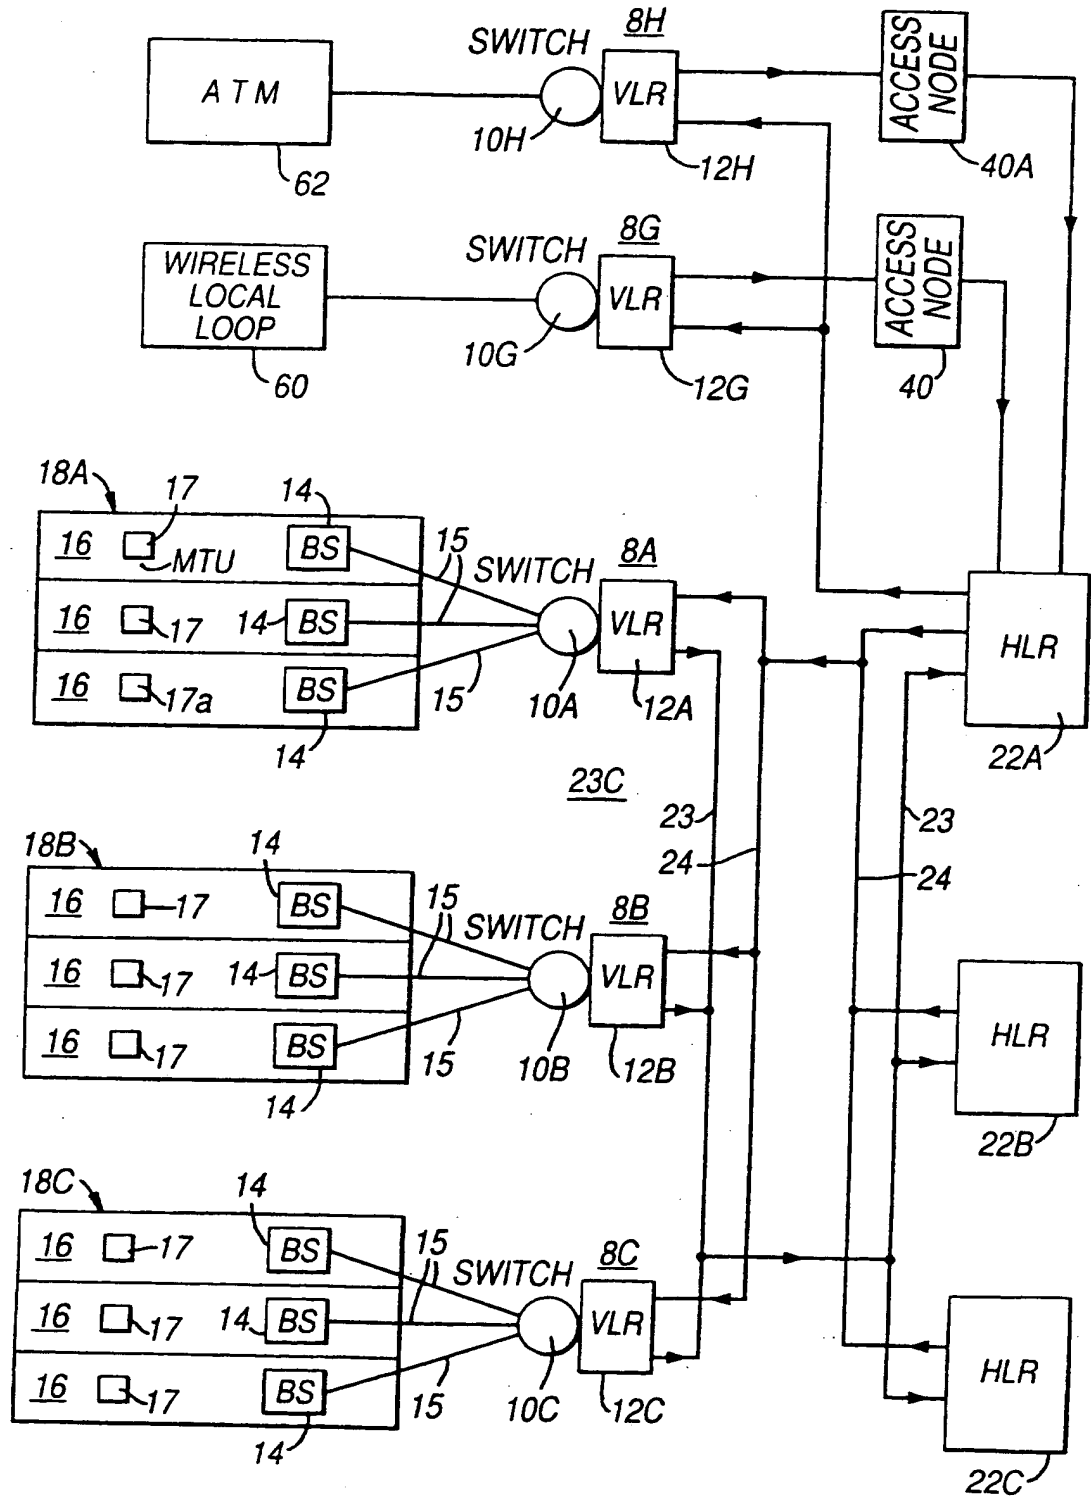 8H
SWITCH
ATM
VLR
ACCESS
NODE
10H
12H
40A
62
8G
SWITCH
WIRELESS
LOCAL
LOOP
VLR
ACCESS
NODE
10G
12G
40
60
18A
17
14
16
MTU
BS
15
SWITCH
8A
16
17
14
BS
VLR
HLR
16
17a
BS
15
10A
12A
14
22A
23C
23
24
23
24
18B
14
16
17
BS
15
SWITCH
8B
16
17
14
BS
VLR
16
17
BS
15
10B
12B
14
HLR
22B
18C
14
16
17
BS
15
SWITCH
8C
16
17
14
BS
VLR
16
17
BS
15
10C
12C
14
HLR
22C